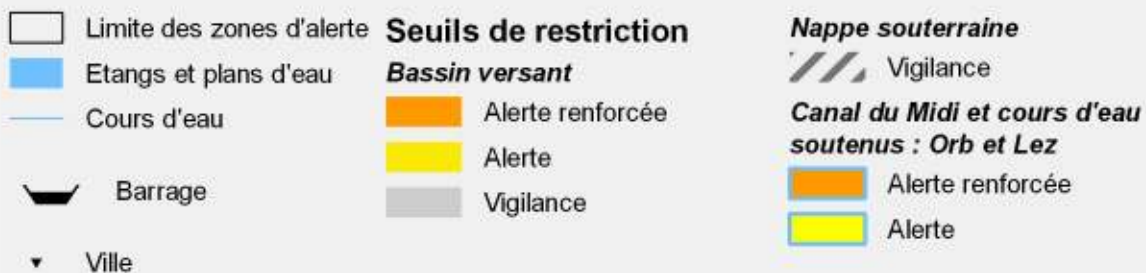 Limite des zones d'alerte
Etangs et plans d'eau
Cours d'eau
Barrage
Ville
Seuils de restriction
Bassin versant
Alerte renforcée
Alerte
Vigilance
Nappe souterraine
Vigilance
Canal du Midi et cours d'eau
soutenus : Orb et Lez
Alerte renforcée
Alerte